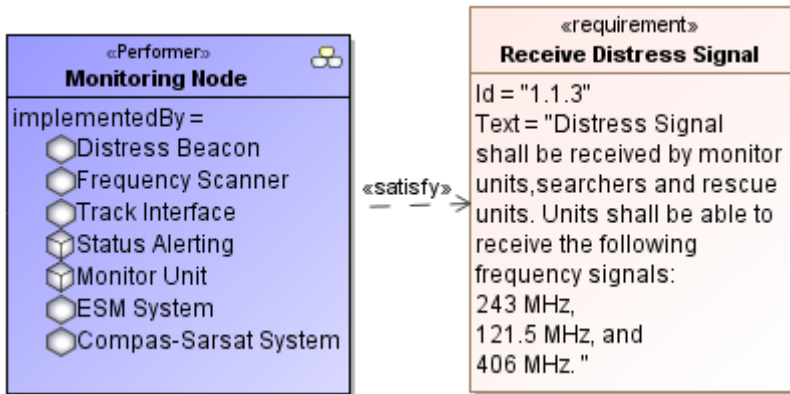 «Performer»
Monitoring Node
implementedBy =
Distress Beacon
Frequency Scanner
Track Interface
Status Alerting
Monitor Unit
ESM System
Compas-Sarsat System
«satisfy»
«requirement»
Receive Distress Signal
Id = "1.1.3"
Text = "Distress Signal
shall be received by monitor
units,searchers and rescue
units. Units shall be able to
receive the following
frequency signals:
243 MHz,
121.5 MHz, and
406 MHz. "